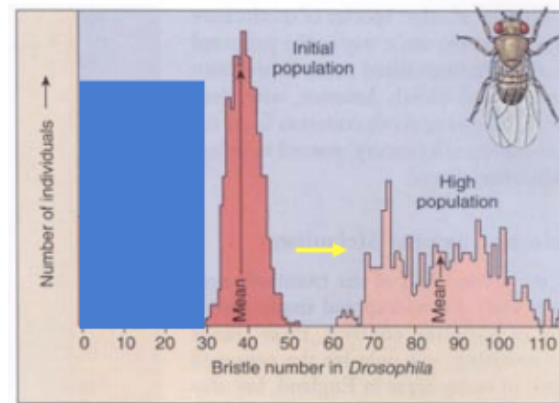 Number of individuals
Initial
population
High
population
Mean
Mean
0 10 20 30 40 50 60 70 80 90 100 110
Bristle number in Drosophila